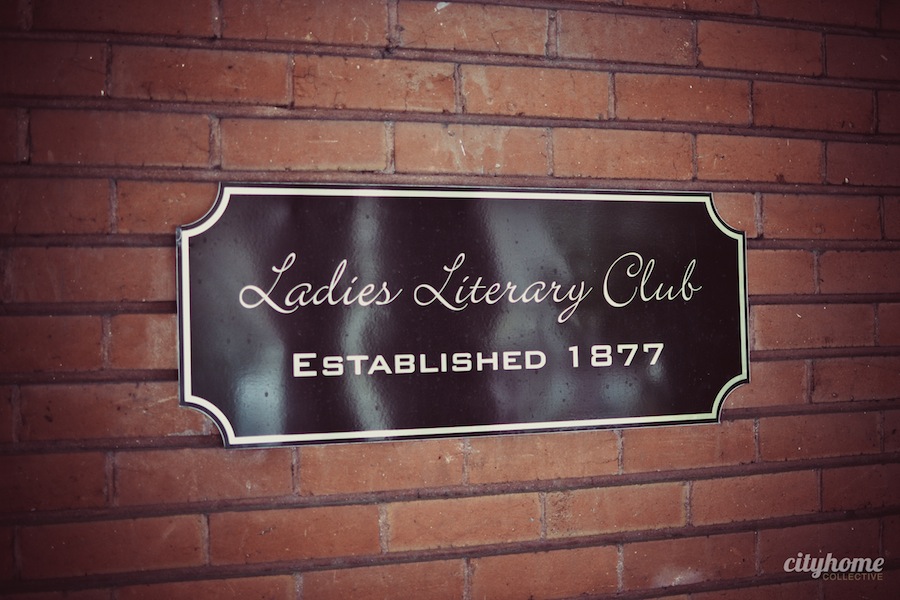 Ladies Literary Club
Established 1877
cityhome
COLLECTIVE